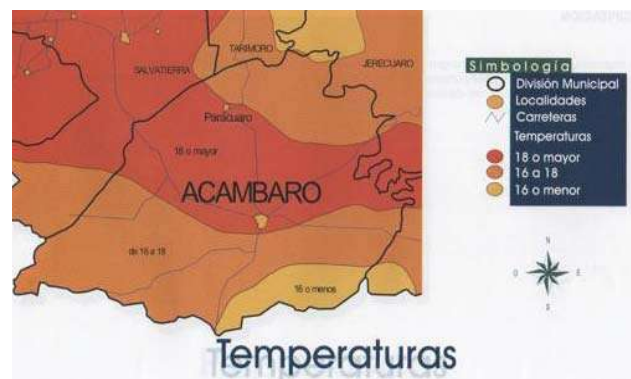 TARIMORO
JERECUARO
SALVATIERRA
Paracuaro
18 o mayor
ACAMBARO
de 16 a 18
16 o menos
Simbología
División Municipal
Localidades
Carreteras
Temperaturas
18 o mayor
16 a 18
16 o menor
N
O
E
S
Temperaturas